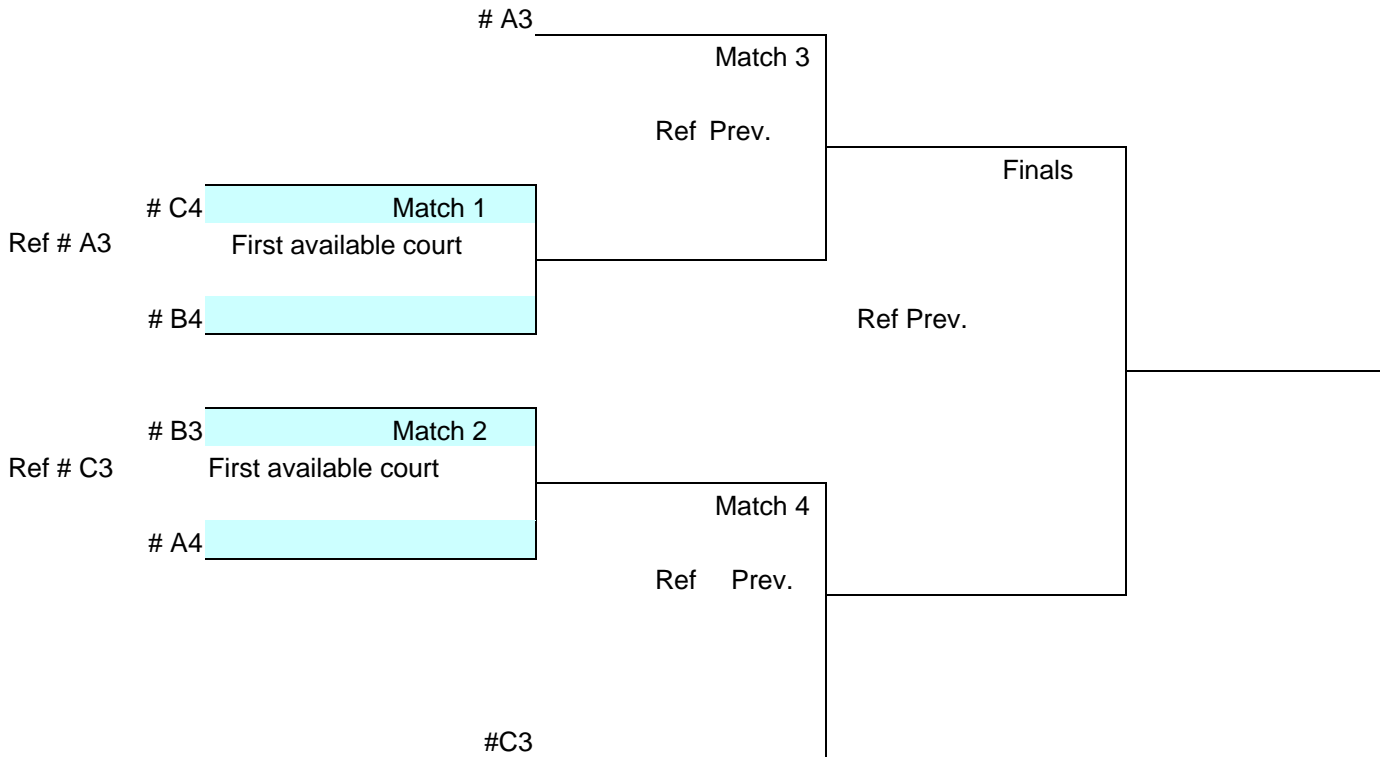 # A3
Match 3
Ref Prev.
Finals
# C4 Match 1
Ref # A3 First available court
# B4 Ref Prev.
# B3 Match 2
Ref # C3 First available court
Match 4
# A4
Ref Prev.
#C3